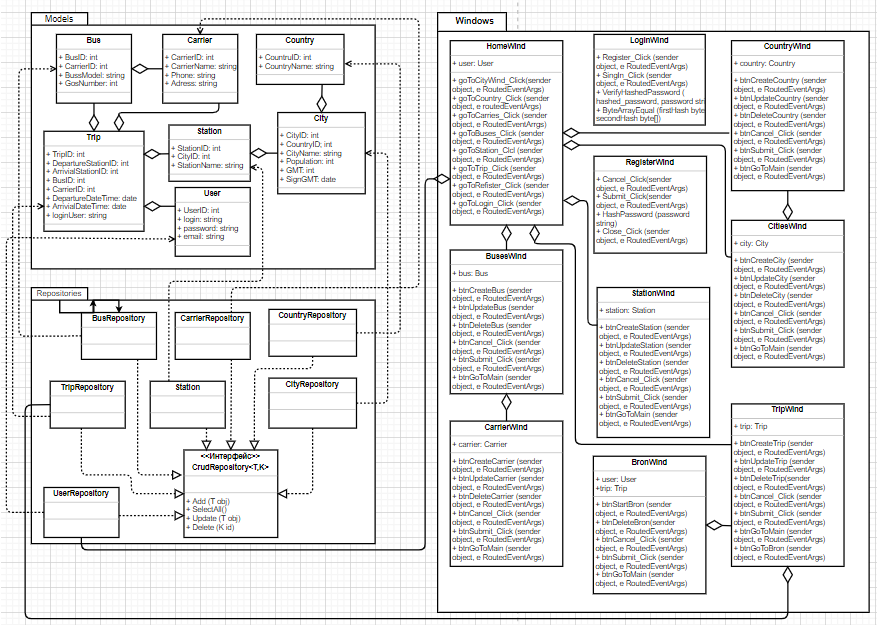 Models
Bus
+ BusID: int
+ CarrierID: int
+ BussModel: string
+ GosNumber: int
Carrier
+ CarrierID: int
+ CarrierName: string
+ Phone: string
+ Adress: string
Country
+ CountruID: int
+ CountryName: string
Trip
+ TripID: int
+ DepartureStationID: int
+ ArrivialStationID: int
+ BusID: int
+ CarrierID: int
+ DepartureDateTime: date
+ ArrivialDateTime: date
+ loginUser: string
Station
+ StationID: int
+ CityID: int
+ StationName: string
City
+ CityID: int
+ CountryID: int
+ CityName: string
+ Population: int
+ GMT: int
+ SignGMT: date
User
+ UserID: int
+ login: string
+ password: string
+ email: string
Repositories
BusRepository
CarrierRepository
CountryRepository
TripRepository
Station
CityRepository
UserRepository
<<Интерфейс>>
CrudRepository<T,K>
+ Add (T obj)
+ SelectAll()
+ Update (T obj)
+ Delete (K id)
Windows
HomeWind
+ user: User
+ goToCityWind_Click(sender
object, e RoutedEventArgs)
+ goToCountry_Click(sender
object, e routedEventArgs)
+ goToCarries_Click(sender
object, e RoutedEventArgs)
+ goToBuses_Click(sender
object, e RoutedEventArgs)
+ goToStation_Clcl (sender
object, e RoutedEventArgs)
+ goToTrip_Click(sender
object, e RoutedEventArgs)
+ goToRefister_Click(sender
object, e RoutedEventArgs)
+ goToLogin_Click(sender
object, e RoutedEventArgs)
BusesWind
+ bus: Bus
+ btnCreateBus (sender
object, e RoutedEventArgs)
+ btnUpdateBus (sender
object, e RoutedEventArgs)
+ btnDeleteBus (sender
object, e RoutedEventArgs)
+ btnCancel_Click (sender
object, e RoutedEventArgs)
+ btnSubmit_Click (sender
object, e RoutedEventArgs)
+ btnGoToMain (sender
object, e RoutedEventArgs)
CarrierWind
+ carrier: Carrier
+ btnCreateCarrier (sender
object, e RoutedEventArgs)
+ btnUpdateCarrier (sender
object, e RoutedEventArgs)
+ btnDeleteCarrier (sender
object, e RoutedEventArgs)
+ btnCancel_Click (sender
object, e RoutedEventArgs)
+ btnSubmit_Click (sender
object, e RoutedEventArgs)
+ btnGoToMain (sender
object, e RoutedEventArgs)
LoginWind
+ Register_Click (sender
object, e RoutedEventArgs)
+ SingIn_Click (sender
object, e RoutedEventArgs)
+ VerifyHashedPassword (
hashed_password, password stri
+ ByteArrayEqual (firstHash byte
secondHash byte[])
RegisterWind
+ Cancel_Click(sender
object, e RoutedEventArgs)
+ Submit_Click(sender
object, e RoutedEventArgs)
+ HashPassword (password
string)
+ Close_Click (sender
object, e RoutedEventArgs)
StationWind
+ station: Station
+ btnCreateStation (sender
object, e RoutedEventArgs)
+ btnUpdateStation (sender
object, e RoutedEventArgs)
+ btnDeleteStation (sender
object, e RoutedEventArgs)
+ btnCancel_Click (sender
object, e RoutedEventArgs)
+ btnSubmit_Click (sender
object, e RoutedEventArgs)
+ btnGoToMain (sender
object, e RoutedEventArgs)
BronWind
+ user: User
+trip: Trip
+ btnStartBron (sender
object, e RoutedEventArgs)
+ btnDeleteBron(sender
object, e RoutedEventArgs)
+ btnCancel_Click (sender
object, e RoutedEventArgs)
+ btnSubmit_Click (sender
object, e RoutedEventArgs)
+ btnGoToMain (sender
object, e RoutedEventArgs)
CountryWind
+ country: Country
+ btnCreateCountry (sender
object, e RoutedEventArgs)
+ btnUpdateCountry (sender
object, e RoutedEventArgs)
+ btnDeleteCountry (sender
object, e RoutedEventArgs)
+ btnCancel_Click (sender
object, e RoutedEventArgs)
+ btnSubmit_Click (sender
object, e RoutedEventArgs)
+ btnGoToMain (sender
object, e RoutedEventArgs)
CitiesWind
+ city: City
+ btnCreateCity (sender
object, e RoutedEventArgs)
+ btnUpdateCity (sender
object, e RoutedEventArgs)
+ btnDeleteCity (sender
object, e RoutedEventArgs)
+ btnCancel_Click (sender
object, e RoutedEventArgs)
+ btnSubmit_Click (sender
object, e RoutedEventArgs)
+ btnGoToMain (sender
object, e RoutedEventArgs)
TripWind
+ trip: Trip
+ btnCreateTrip (sender
object, e RoutedEventArgs)
+ btnUpdateTrip (sender
object, e RoutedEventArgs)
+ btnDeleteTrip(sender
object, e RoutedEventArgs)
+ btnCancel_Click (sender
object, e RoutedEventArgs)
+ btnSubmit_Click (sender
object, e RoutedEventArgs)
+ btnGoToMain (sender
object, e RoutedEventArgs)
+ btnGoToBron (sender
object, e RoutedEventArgs)